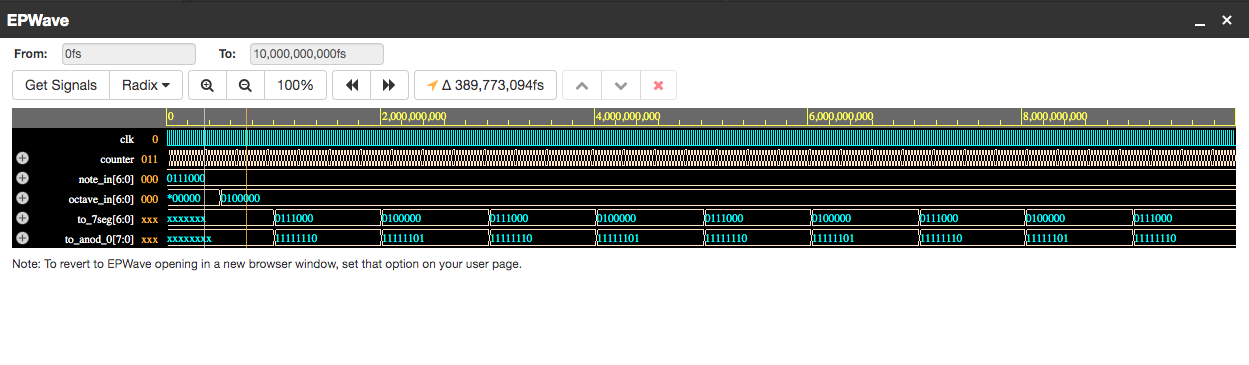 EPWave
From: 0fs To: 10,000,000,000fs
Get Signals Radix 100% Δ 389,773,094fs
0 2,000,000,000 4,000,000,000 6,000,000,000 8,000,000,000
clk 0
counter 011
note_in[6:0] 000 0111000
octave_in[6:0] 000 *00000 0100000
to_7seg[6:0] xxx xxxxxxx 0111000 0100000 0111000 0100000 0111000 0100000 0111000 0100000 0111000
to_anod_0[7:0] xxx xxxxxxxx 11111110 11111101 11111110 11111101 11111110 11111101 11111110 11111101 11111110
Note: To revert to EPWave opening in a new browser window, set that option on your user page.